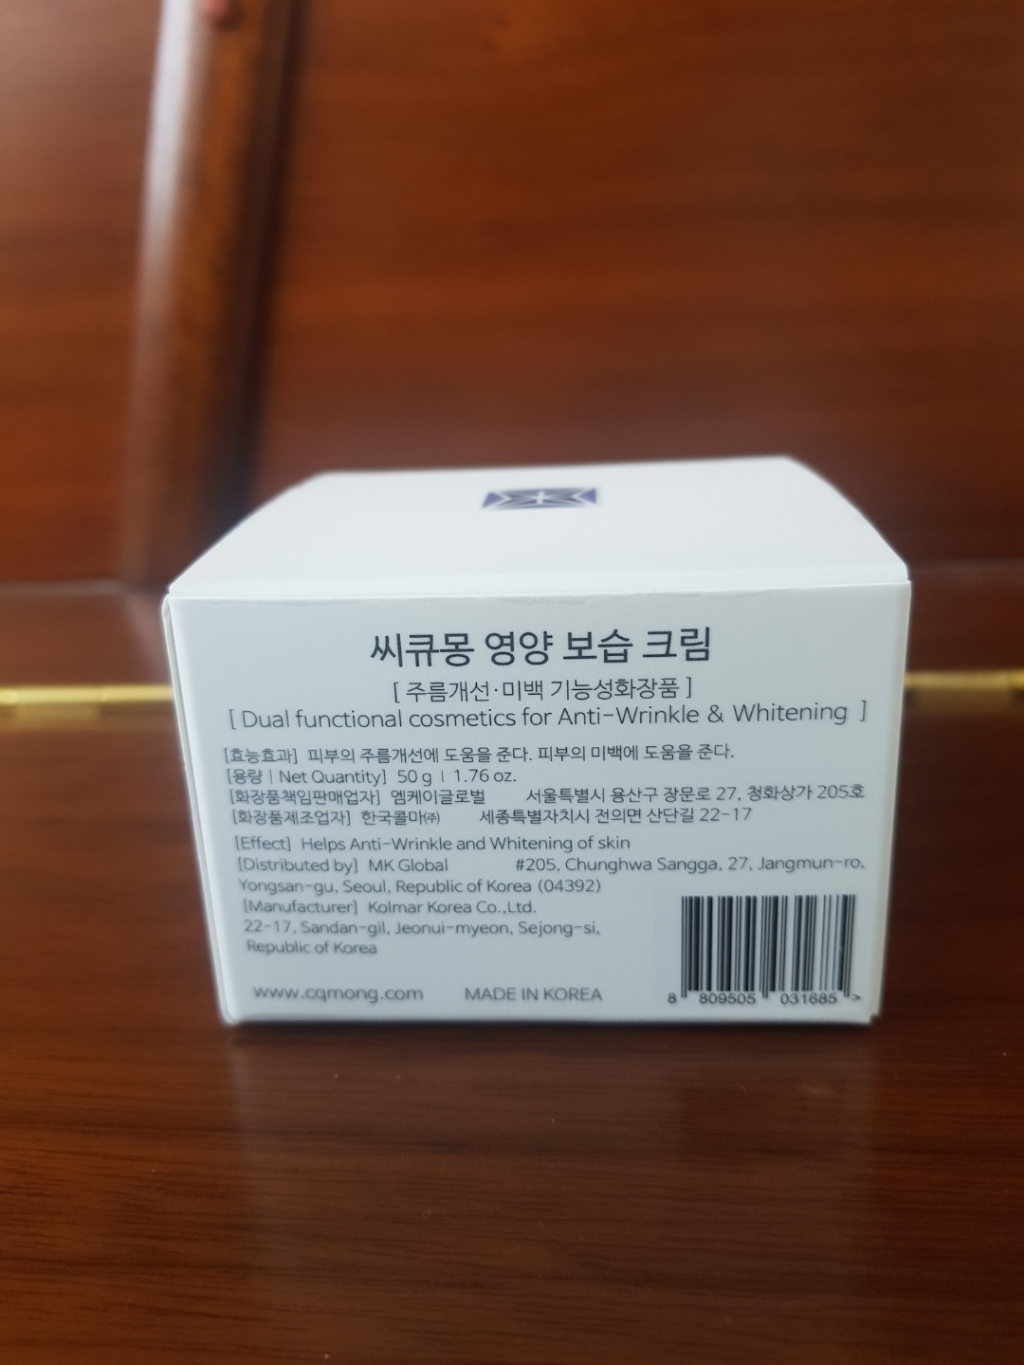 씨큐몽 영양 보습 크림
[ 주름개선·미백 기능성화장품 ]
[ Dual functional cosmetics for Anti-Wrinkle & Whitening ]
[효능효과] 피부의 주름개선에 도움을 준다. 피부의 미백에 도움을 준다.
[용량 | Net Quantity] 50 g | 1.76 oz.
[화장품책임판매업자] 엠케이글로벌 서울특별시 용산구 장문로 27, 청화상가 205호
[화장품제조업자] 한국콜마㈜ 세종특별자치시 전의면 산단길 22-17
[Effect] Helps Anti-Wrinkle and Whitening of skin
[Distributed by] MK Global #205, Chunghwa Sangga, 27, Jangmun-ro,
Yongsan-gu, Seoul, Republic of Korea (04392)
[Manufacturer] Kolmar Korea Co.,Ltd.
22-17, Sandan-gil, Jeonui-myeon, Sejong-si,
Republic of Korea
www.cqmong.com MADE IN KOREA
8 809505 031685 >